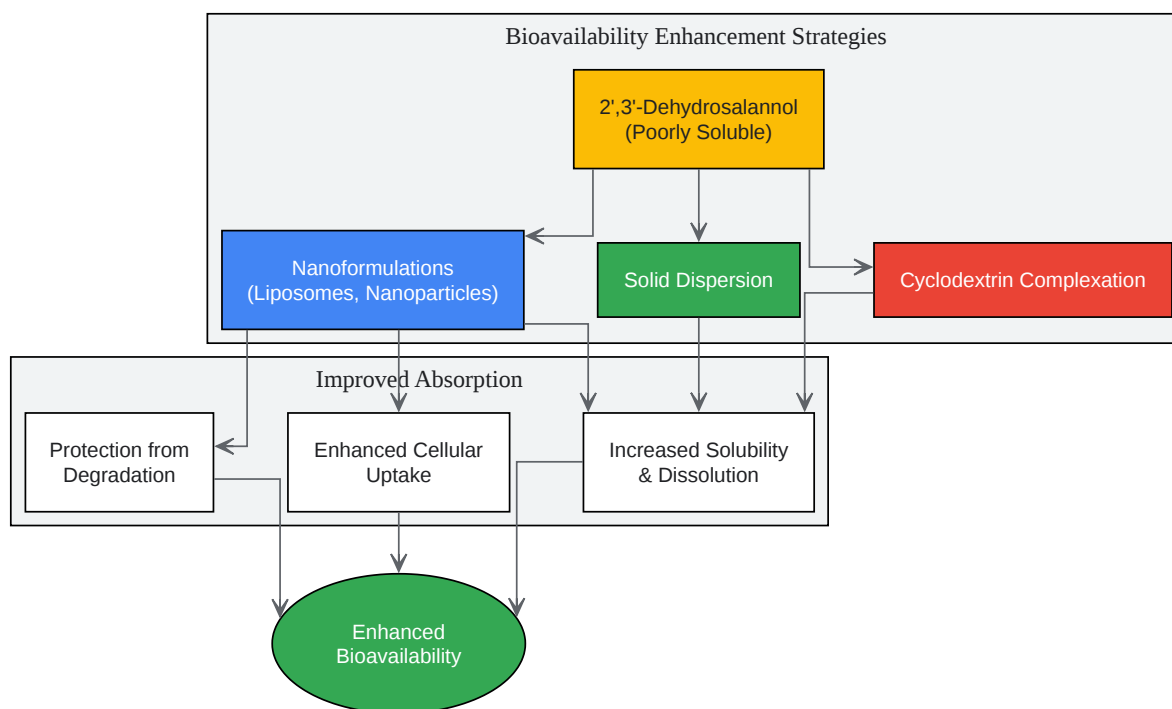 Bioavailability Enhancement Strategies
2',3'-Dehydrosalannol
(Poorly Soluble)
Nanoformulations
(Liposomes, Nanoparticles)
Solid Dispersion
Cyclodextrin Complexation
Improved Absorption
Protection from
Degradation
Enhanced Cellular
Uptake
Increased Solubility
& Dissolution
Enhanced
Bioavailability